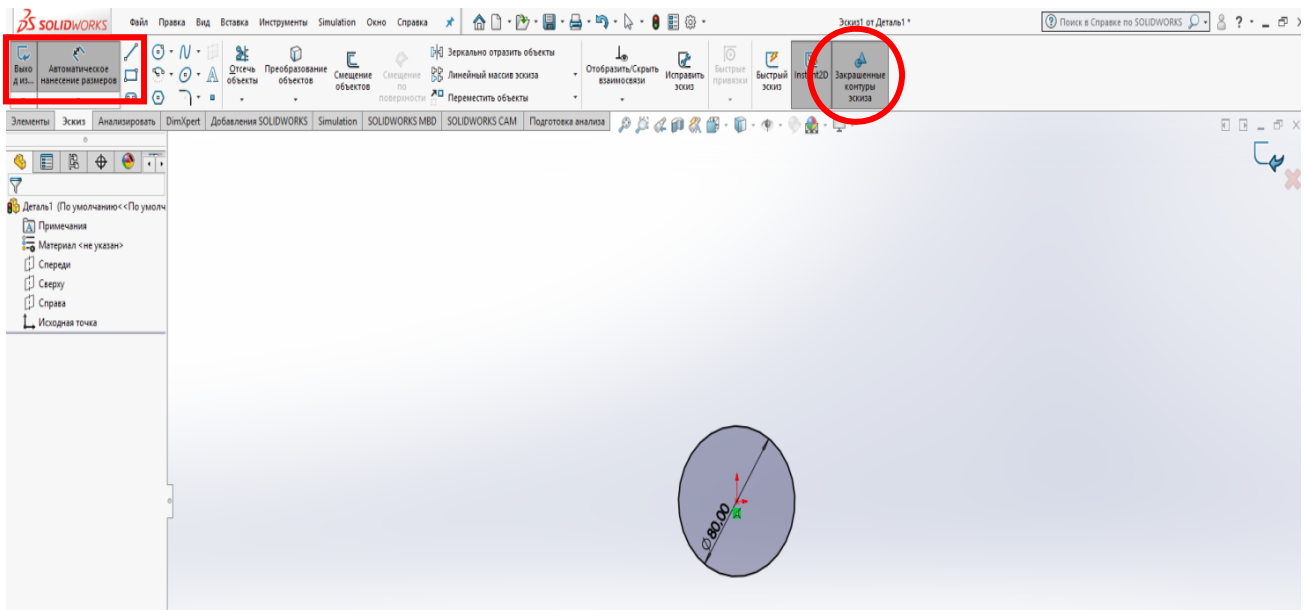 SOLIDWORKS Файл Правка Вид Вставка Инструменты Simulation Окно Справка Эскиз1 от Деталь1 * Поиск в Справке по SOLIDWORKS
Выхо
д из...
Автоматическое
нанесение размеров
Отсечь
объекты
Преобразование
объектов
Смещение
объектов
Смещение
по
поверхности
Зеркально отразить объекты
Линейный массив эскиза
Переместить объекты
Отобразить/Скрыть
взаимосвязи
Исправить
эскиз
Быстрые
привязки
Быстрый
эскиз
Instant2D
Закрашенные
контуры
эскиза
Элементы Эскиз Анализировать DimXpert Добавления SOLIDWORKS Simulation SOLIDWORKS MBD SOLIDWORKS CAM Подготовка анализа
Деталь1 (По умолчанию<<По умолч
Примечания
Материал <не указан>
Спереди
Сверху
Справа
Исходная точка
∅80,00